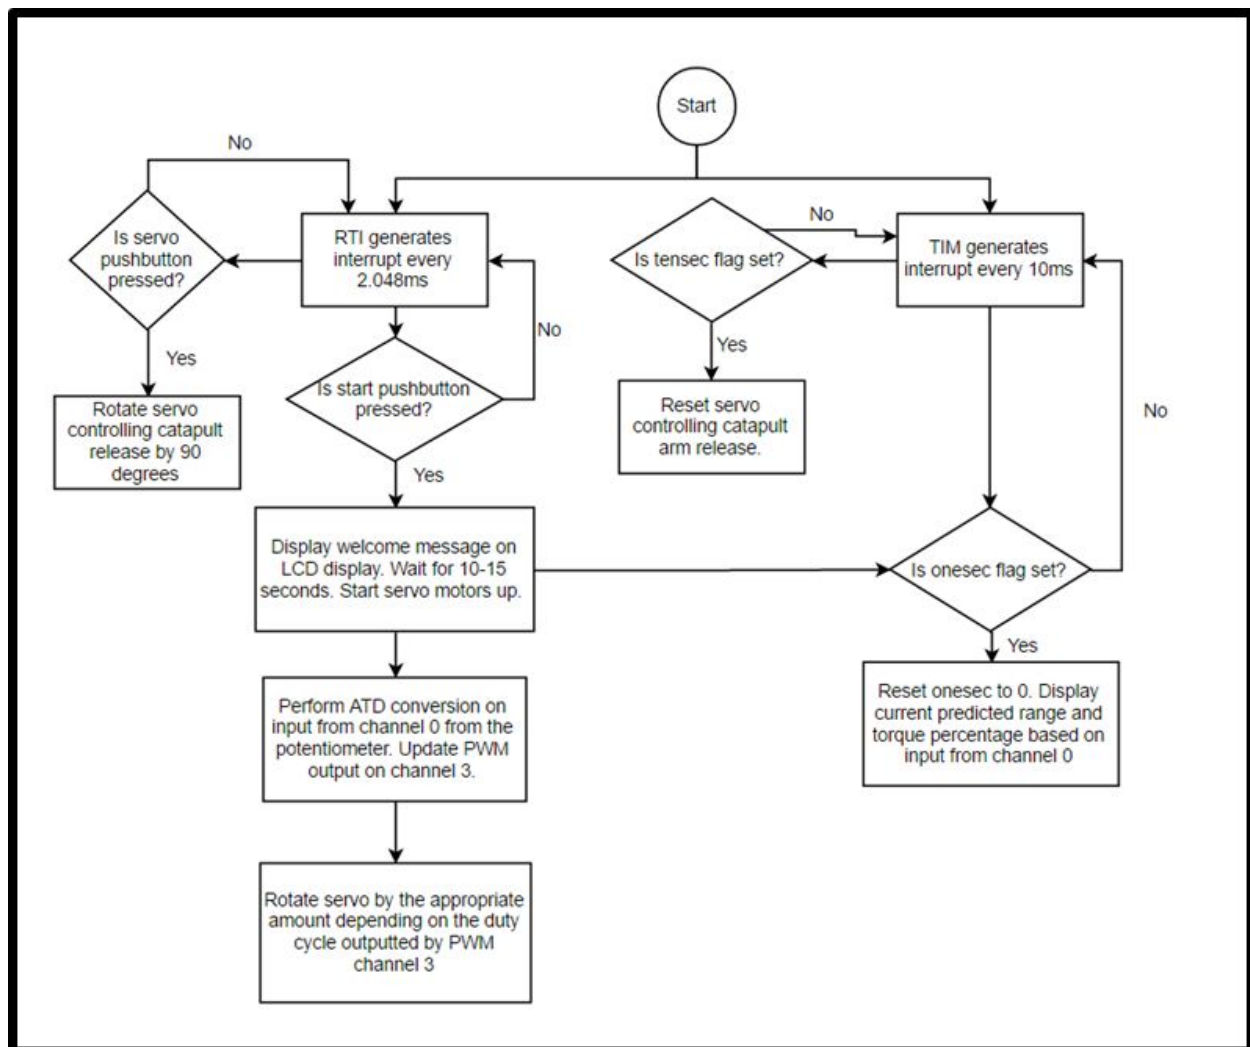 Start
No
Is servo
pushbutton
pressed?
RTI generates
interrupt every
2.048ms
No
Is tensec flag set?
TIM generates
interrupt every 10ms
No
Yes
Is start pushbutton
pressed?
Yes
Rotate servo
controlling catapult
release by 90
degrees
Reset servo
controlling catapult
arm release.
No
Yes
Display welcome message on
LCD display. Wait for 10-15
seconds. Start servo motors up.
Is onesec flag set?
Yes
Perform ATD conversion on
input from channel 0 from the
potentiometer. Update PWM
output on channel 3.
Reset onesec to 0. Display
current predicted range and
torque percentage based on
input from channel 0
Rotate servo by the appropriate
amount depending on the duty
cycle outputted by PWM
channel 3